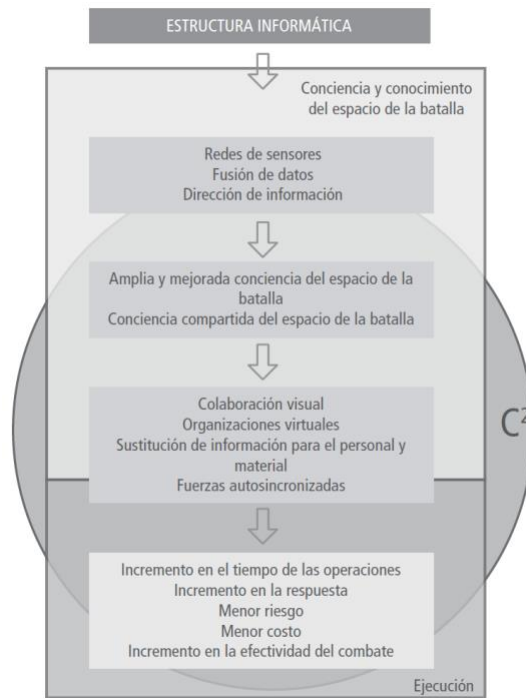 ESTRUCTURA INFORMÁTICA
Conciencia y conocimiento
del espacio de la batalla
Redes de sensores
Fusión de datos
Dirección de información
Amplia y mejorada conciencia del espacio de la
batalla
Conciencia compartida del espacio de la batalla
Colaboración visual
Organizaciones virtuales
Sustitución de información para el personal y
material
Fuerzas autosincronizadas
C²
Incremento en el tiempo de las operaciones
Incremento en la respuesta
Menor riesgo
Menor costo
Incremento en la efectividad del combate
Ejecución